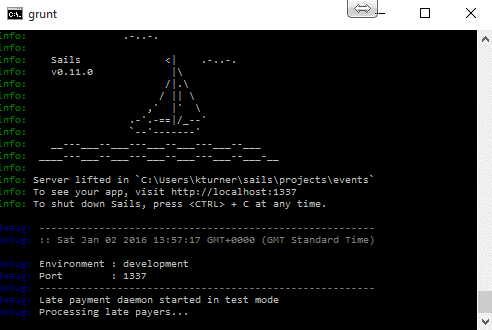 grunt
info:                .-..-.
info:
info:    Sails              <|    .-..-.
info:    v0.11.0             |\
info:                       /|.\
info:                      / || \
info:                    ,'  |'  \
info:                 .-'.-==|/_--'
info:                 `--'-------'
info:    __---___--___---___--___---___--___
info:  ____---___--___---___--___---___--___-__
info:
info: Server lifted in `C:\Users\kturner\sails\projects\events`
info: To see your app, visit http://localhost:1337
info: To shut down Sails, press <CTRL> + C at any time.
debug: -------------------------------------------------------
debug: :: Sat Jan 02 2016 13:57:17 GMT+0000 (GMT Standard Time)
debug: Environment : development
debug: Port        : 1337
debug: -------------------------------------------------------
debug: Late payment daemon started in test mode
debug: Processing late payers...